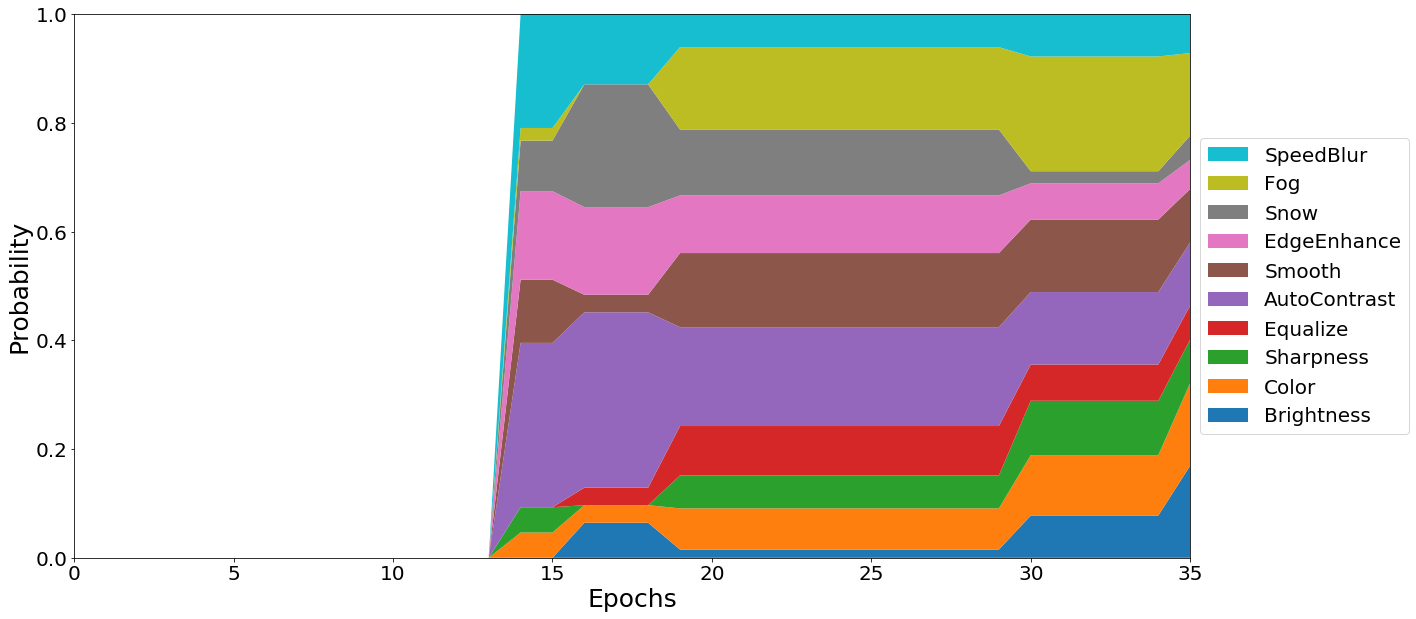 1.0
0.8
0.6
0.4
0.2
0.0
Probability
0 5 10 15 20 25 30 35
Epochs
SpeedBlur
Fog
Snow
EdgeEnhance
Smooth
AutoContrast
Equalize
Sharpness
Color
Brightness